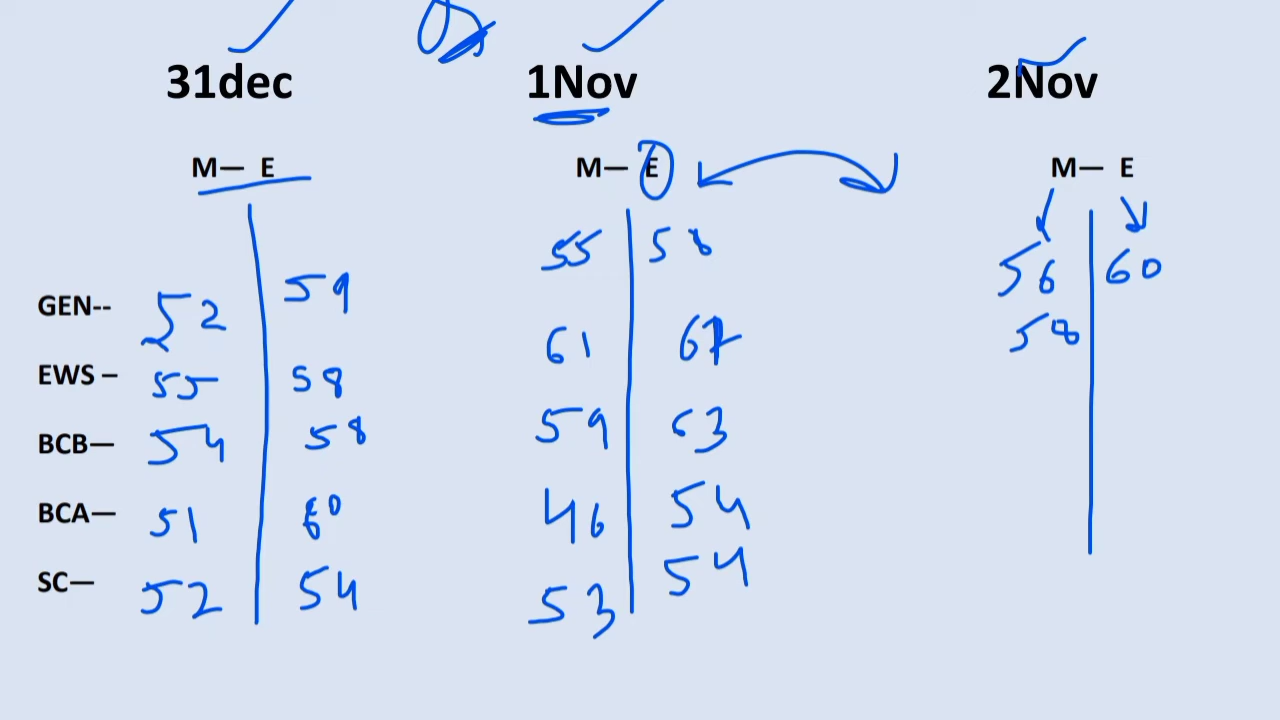 31dec 1Nov 2Nov
M— E M— E M— E
GEN-- 52 59 55 58 56 60
EWS – 55 58 61 67 58
BCB— 54 58 59 63
BCA— 51 60 46 54
SC— 52 54 53 54